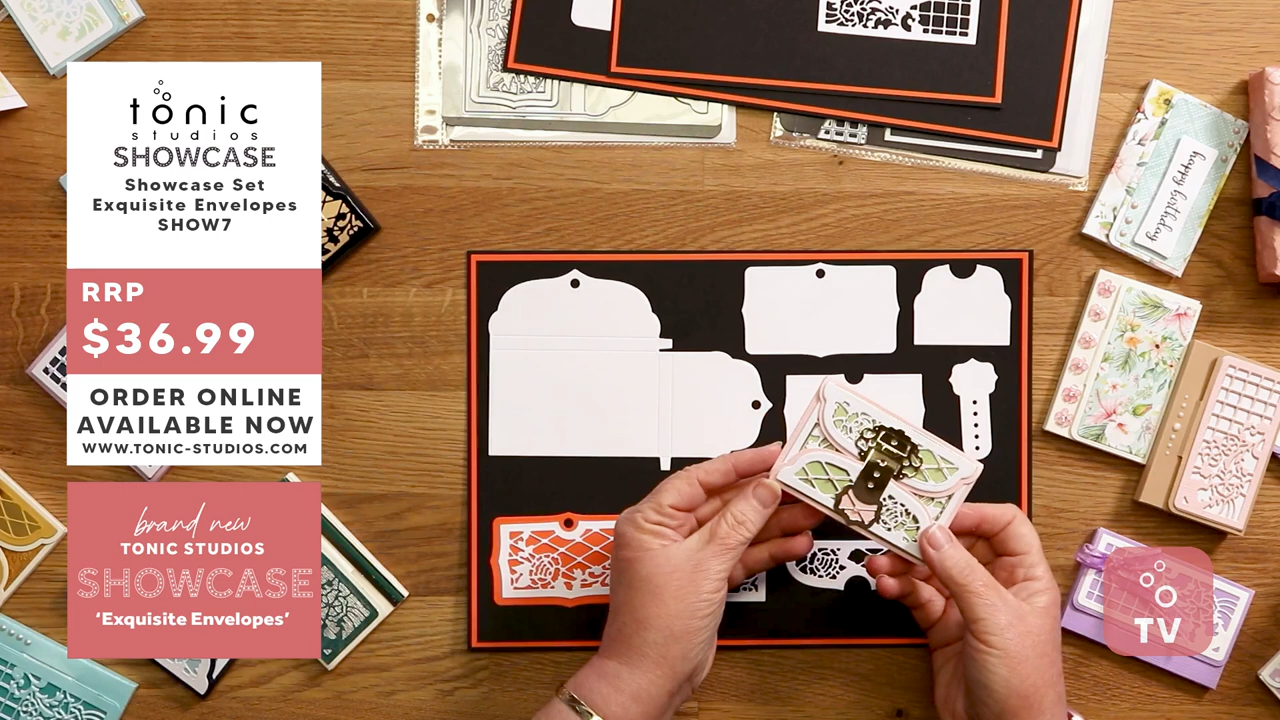 tonic
studios
SHOWCASE
Showcase Set
Exquisite Envelopes
SHOW7
RRP
$36.99
ORDER ONLINE
AVAILABLE NOW
WWW.TONIC-STUDIOS.COM
brand new
TONIC STUDIOS
SHOWCASE
‘Exquisite Envelopes’
happy birthday
TV